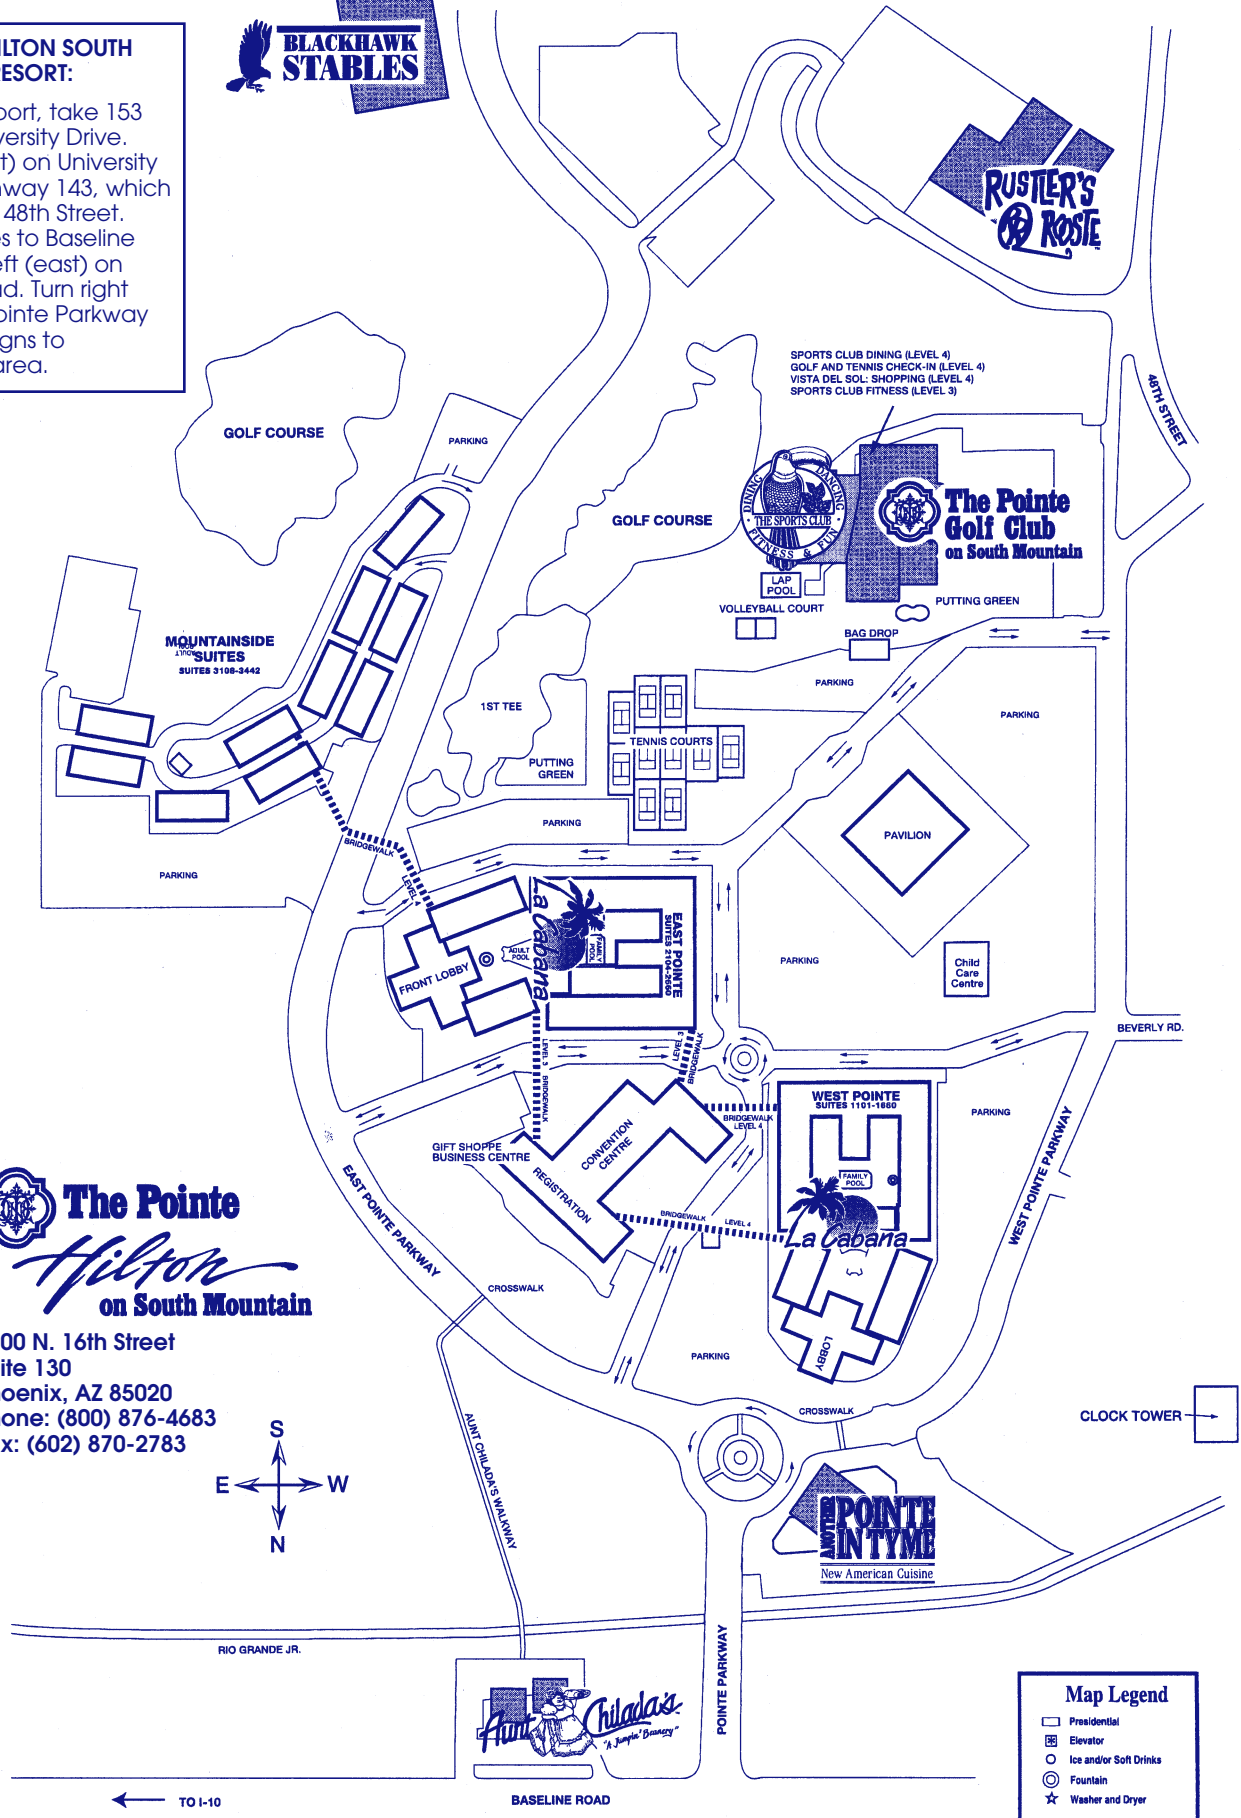 ILTON SOUTH
RESORT:
port, take 153
versity Drive.
t) on University
hway 143, which
48th Street.
es to Baseline
eft (east) on
ad. Turn right
ointe Parkway
gns to
area.
BLACKHAWK
STABLES
RUSTLER'S
ROOSTE
SPORTS CLUB DINING (LEVEL 4)
GOLF AND TENNIS CHECK-IN (LEVEL 4)
VISTA DEL SOL: SHOPPING (LEVEL 4)
SPORTS CLUB FITNESS (LEVEL 3)
48TH STREET
GOLF COURSE
PARKING
GOLF COURSE
DINING
DANCING
THE SPORTS CLUB
FITNESS & FUN
The Pointe
Golf Club
on South Mountain
LAP
POOL
VOLLEYBALL COURT
PUTTING GREEN
BAG DROP
MOUNTAINSIDE
SUITES
SUITES 3108-3442
ADULT
POOL
PARKING
PARKING
1ST TEE
TENNIS COURTS
PUTTING
GREEN
PARKING
PAVILION
BRIDGEWALK
LEVEL 4
PARKING
La Cabana
FAMILY
POOL
ADULT
POOL
EAST POINTE
SUITES 2104-2660
FRONT LOBBY
PARKING
Child
Care
Centre
BEVERLY RD.
LEVEL 3
BRIDGEWALK
LEVEL 3
BRIDGEWALK
WEST POINTE
SUITES 1101-1660
PARKING
BRIDGEWALK
LEVEL 4
GIFT SHOPPE
BUSINESS CENTRE
CONVENTION
CENTRE
REGISTRATION
FAMILY
POOL
BRIDGEWALK
LEVEL 4
La Cabana
WEST POINTE PARKWAY
EAST POINTE PARKWAY
The Pointe
Hilton
on South Mountain
00 N. 16th Street
ite 130
oenix, AZ 85020
one: (800) 876-4683
x: (602) 870-2783
CROSSWALK
PARKING
LOBBY
CROSSWALK
CLOCK TOWER
S
E
W
N
AUNT CHILADA'S WALKWAY
ANOTHER
POINTE
IN TYME
New American Cuisine
RIO GRANDE JR.
POINTE PARKWAY
Aunt Chilada's
"A Jumpin' Beanery"
Map Legend
Presidential
Elevator
Ice and/or Soft Drinks
Fountain
Washer and Dryer
TO I-10
BASELINE ROAD